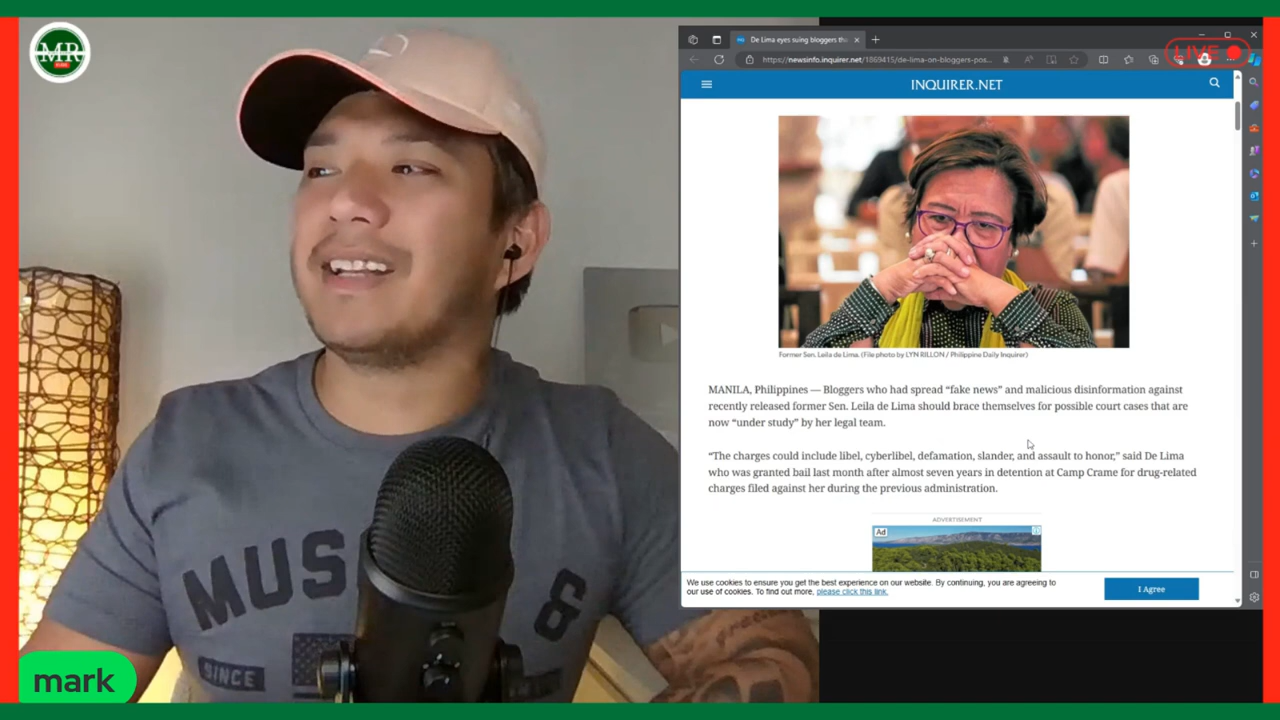 MR
De Lima eyes suing bloggers th
https://newsinfo.inquirer.net/1869415/de-lima-on-bloggers-pos...
LIVE
INQUIRER.NET
Former Sen. Leila de Lima. (File photo by LYN RILLON / Philippine Daily Inquirer)
MANILA, Philippines — Bloggers who had spread “fake news” and malicious disinformation against
recently released former Sen. Leila de Lima should brace themselves for possible court cases that are
now “under study” by her legal team.
“The charges could include libel, cyberlibel, defamation, slander, and assault to honor,” said De Lima
who was granted bail last month after almost seven years in detention at Camp Crame for drug-related
charges filed against her during the previous administration.
ADVERTISEMENT
Ad
We use cookies to ensure you get the best experience on our website. By continuing, you are agreeing to
our use of cookies. To find out more, please click this link.
I Agree
MUS
&
SINCE
mark